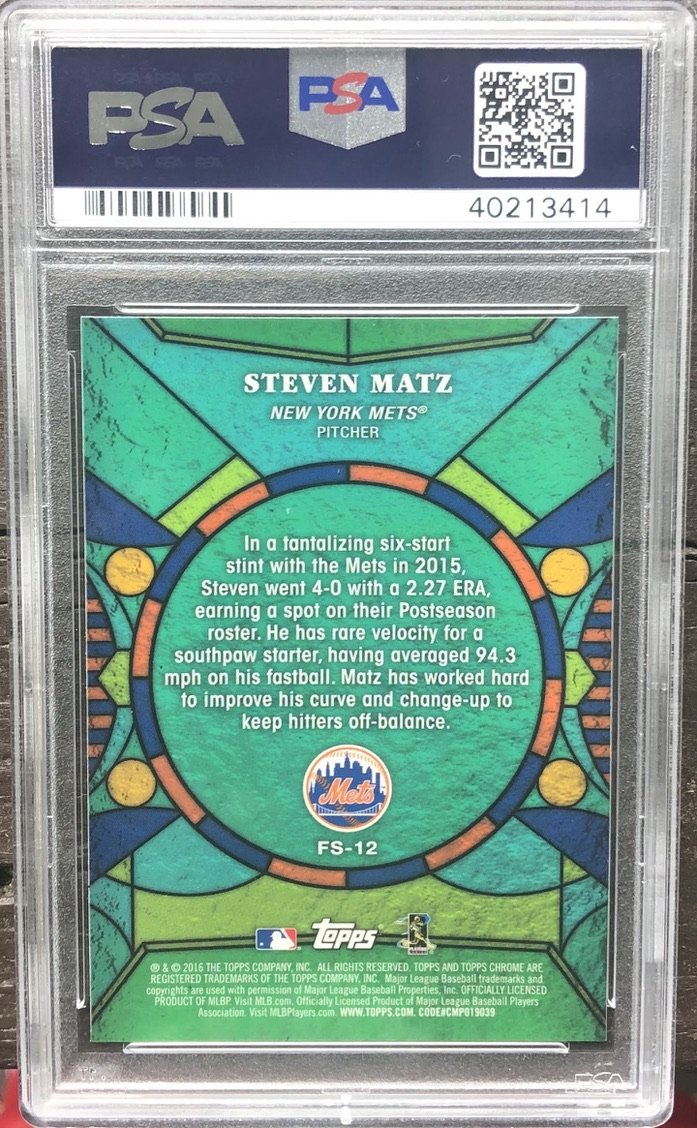 PSA
PSA
40213414
STEVEN MATZ
NEW YORK METS®
PITCHER
In a tantalizing six-start
stint with the Mets in 2015,
Steven went 4-0 with a 2.27 ERA,
earning a spot on their Postseason
roster. He has rare velocity for a
southpaw starter, having averaged 94.3
mph on his fastball. Matz has worked hard
to improve his curve and change-up to
keep hitters off-balance.
Mets
FS-12
TOPPS
® & © 2016 THE TOPPS COMPANY, INC. ALL RIGHTS RESERVED. TOPPS AND TOPPS CHROME ARE
REGISTERED TRADEMARKS OF THE TOPPS COMPANY, INC. Major League Baseball trademarks and
copyrights are used with permission of Major League Baseball Properties, Inc. OFFICIALLY LICENSED
PRODUCT OF MLBP. Visit MLB.com. Officially Licensed Product of Major League Baseball Players
Association. Visit MLBPlayers.com. WWW.TOPPS.COM. CODE#CMP019039
PSA